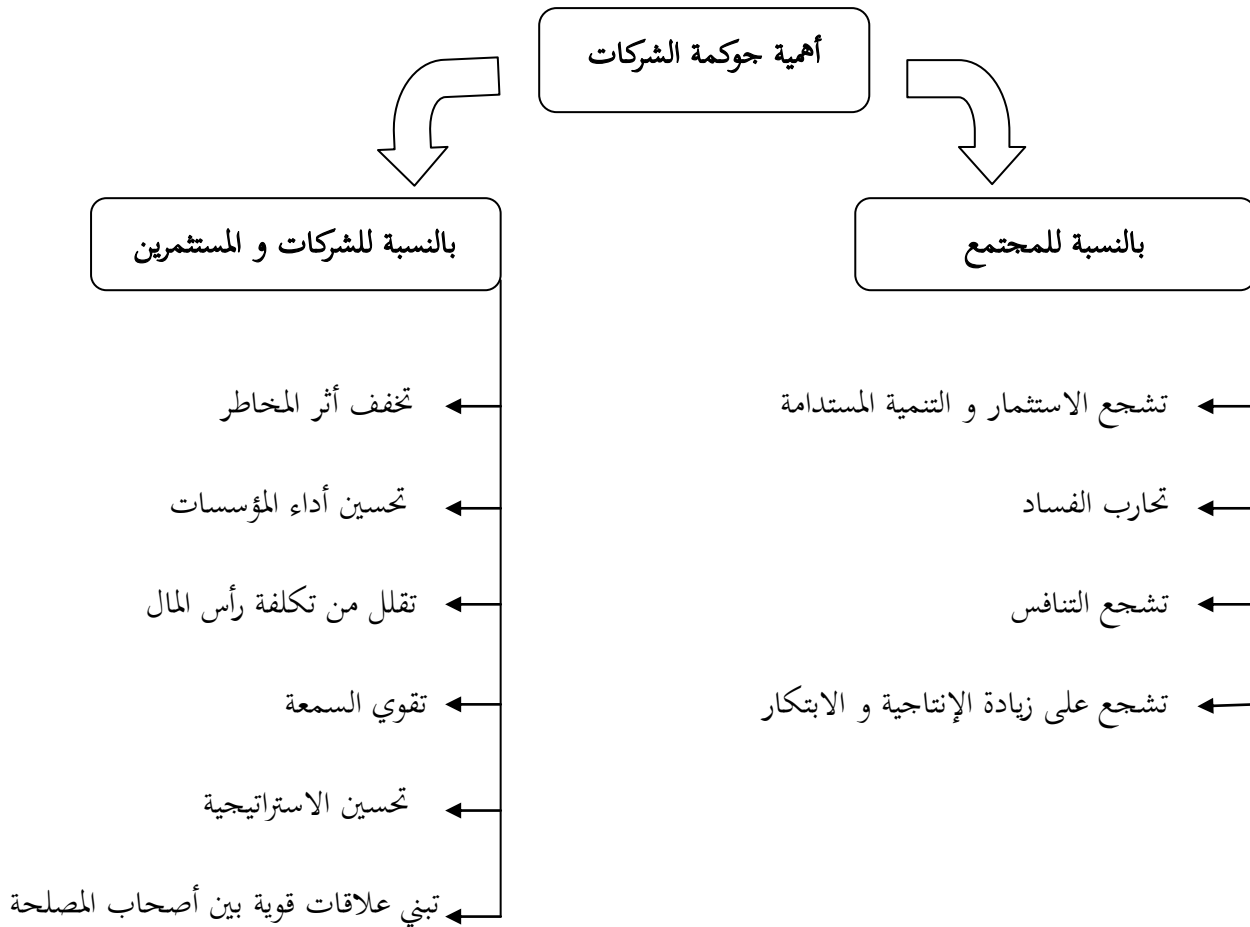 أهمية جوكمة الشركات
بالنسبة للمجتمع
تشجع الاستثمار و التنمية المستدامة
تحارب الفساد
تشجع التنافس
تشجع على زيادة الإنتاجية و الابتكار
بالنسبة للشركات و المستثمرين
تخفف أثر المخاطر
تحسين أداء المؤسسات
تقلل من تكلفة رأس المال
تقوي السمعة
تحسين الاستراتيجية
تبني علاقات قوية بين أصحاب المصلحة